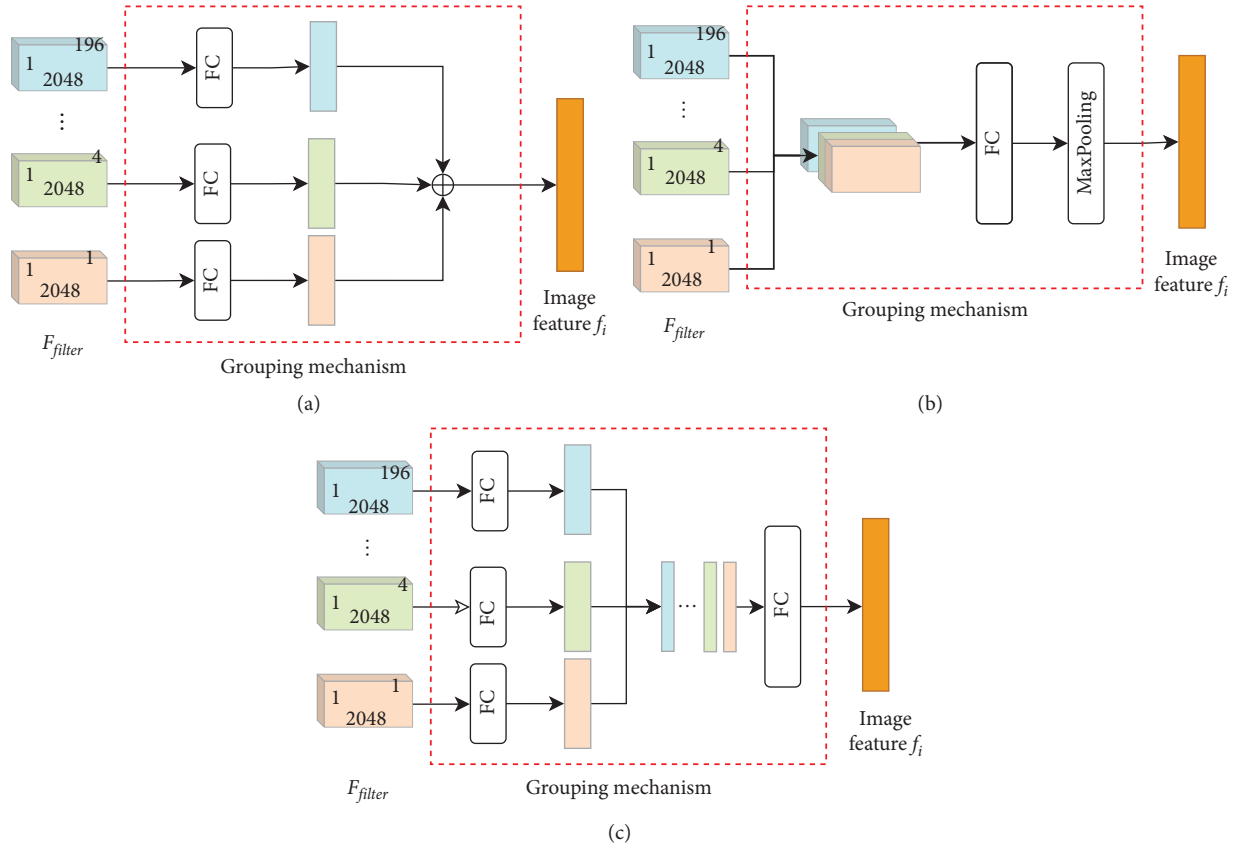 196
1
2048
FC
...
4
1
2048
FC
1
1
2048
FC
F_filter
Grouping mechanism
Image
feature f_i
(a)
196
1
2048
...
4
1
2048
1
1
2048
F_filter
FC
MaxPooling
Grouping mechanism
Image
feature f_i
(b)
196
1
2048
FC
...
4
1
2048
FC
1
1
2048
FC
...
FC
F_filter
Grouping mechanism
Image
feature f_i
(c)